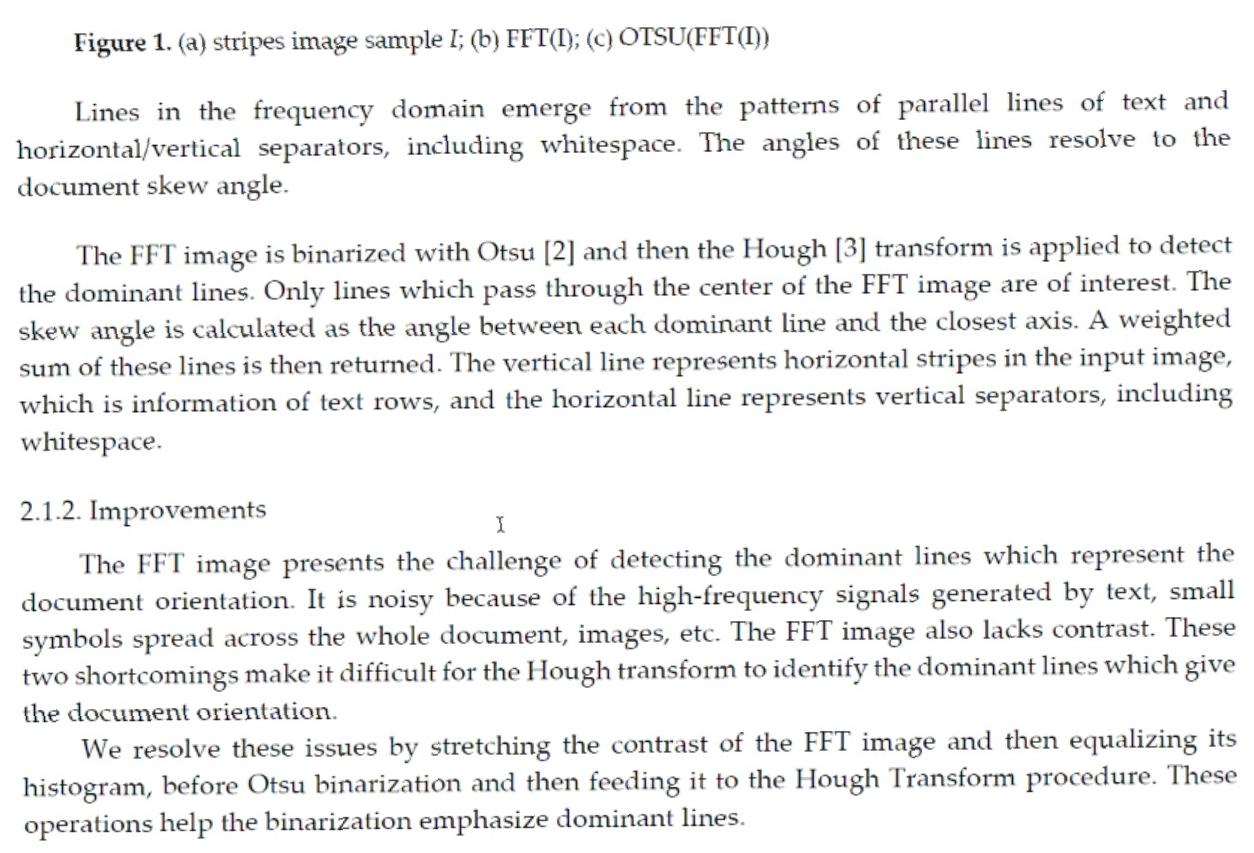 Figure 1. (a) stripes image sample I; (b) FFT(I); (c) OTSU(FFT(I))
Lines in the frequency domain emerge from the patterns of parallel lines of text and
horizontal/vertical separators, including whitespace. The angles of these lines resolve to the
document skew angle.
The FFT image is binarized with Otsu [2] and then the Hough [3] transform is applied to detect
the dominant lines. Only lines which pass through the center of the FFT image are of interest. The
skew angle is calculated as the angle between each dominant line and the closest axis. A weighted
sum of these lines is then returned. The vertical line represents horizontal stripes in the input image,
which is information of text rows, and the horizontal line represents vertical separators, including
whitespace.
2.1.2. Improvements
The FFT image presents the challenge of detecting the dominant lines which represent the
document orientation. It is noisy because of the high-frequency signals generated by text, small
symbols spread across the whole document, images, etc. The FFT image also lacks contrast. These
two shortcomings make it difficult for the Hough transform to identify the dominant lines which give
the document orientation.
We resolve these issues by stretching the contrast of the FFT image and then equalizing its
histogram, before Otsu binarization and then feeding it to the Hough Transform procedure. These
operations help the binarization emphasize dominant lines.